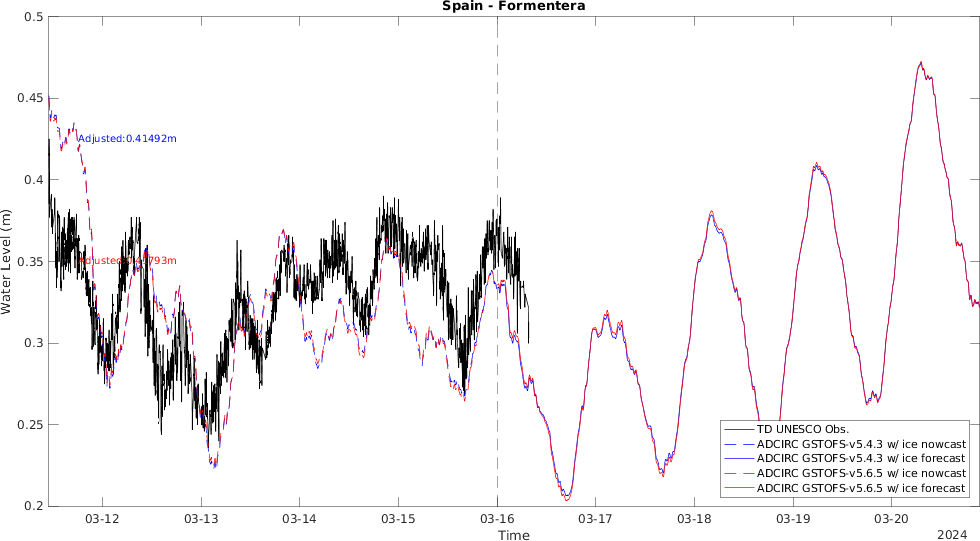 Spain - Formentera
0.5
0.45
0.4
0.35
0.3
0.25
0.2
Water Level (m)
Adjusted:0.41492m
03-12
03-13
03-14
03-15
03-16
03-17
03-18
03-19
03-20
Time
2024
TD UNESCO Obs.
ADCIRC GSTOFS-v5.4.3 w/ ice nowcast
ADCIRC GSTOFS-v5.4.3 w/ ice forecast
ADCIRC GSTOFS-v5.6.5 w/ ice nowcast
ADCIRC GSTOFS-v5.6.5 w/ ice forecast